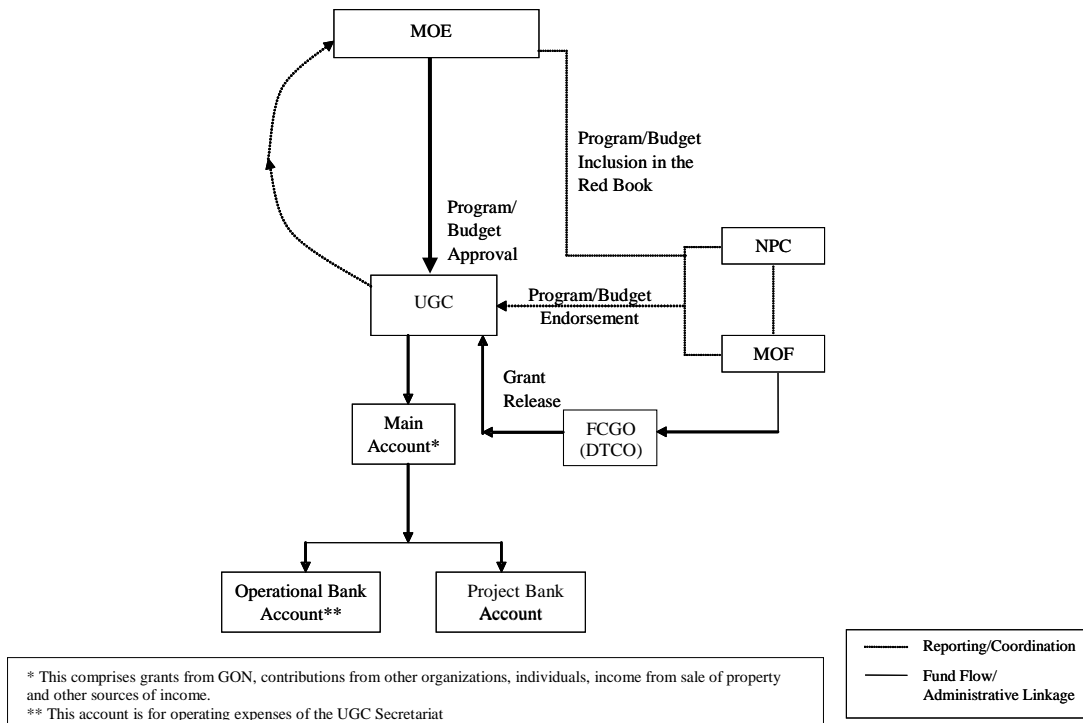 MOE
Program/Budget
Inclusion in the
Red Book
Program/
Budget
Approval
NPC
UGC
Program/Budget
Endorsement
MOF
Grant
Release
Main
Account*
FCGO
(DTCO)
Operational Bank
Account**
Project Bank
Account
Reporting/Coordination
Fund Flow/
Administrative Linkage
* This comprises grants from GON, contributions from other organizations, individuals, income from sale of property
and other sources of income.
** This account is for operating expenses of the UGC Secretariat